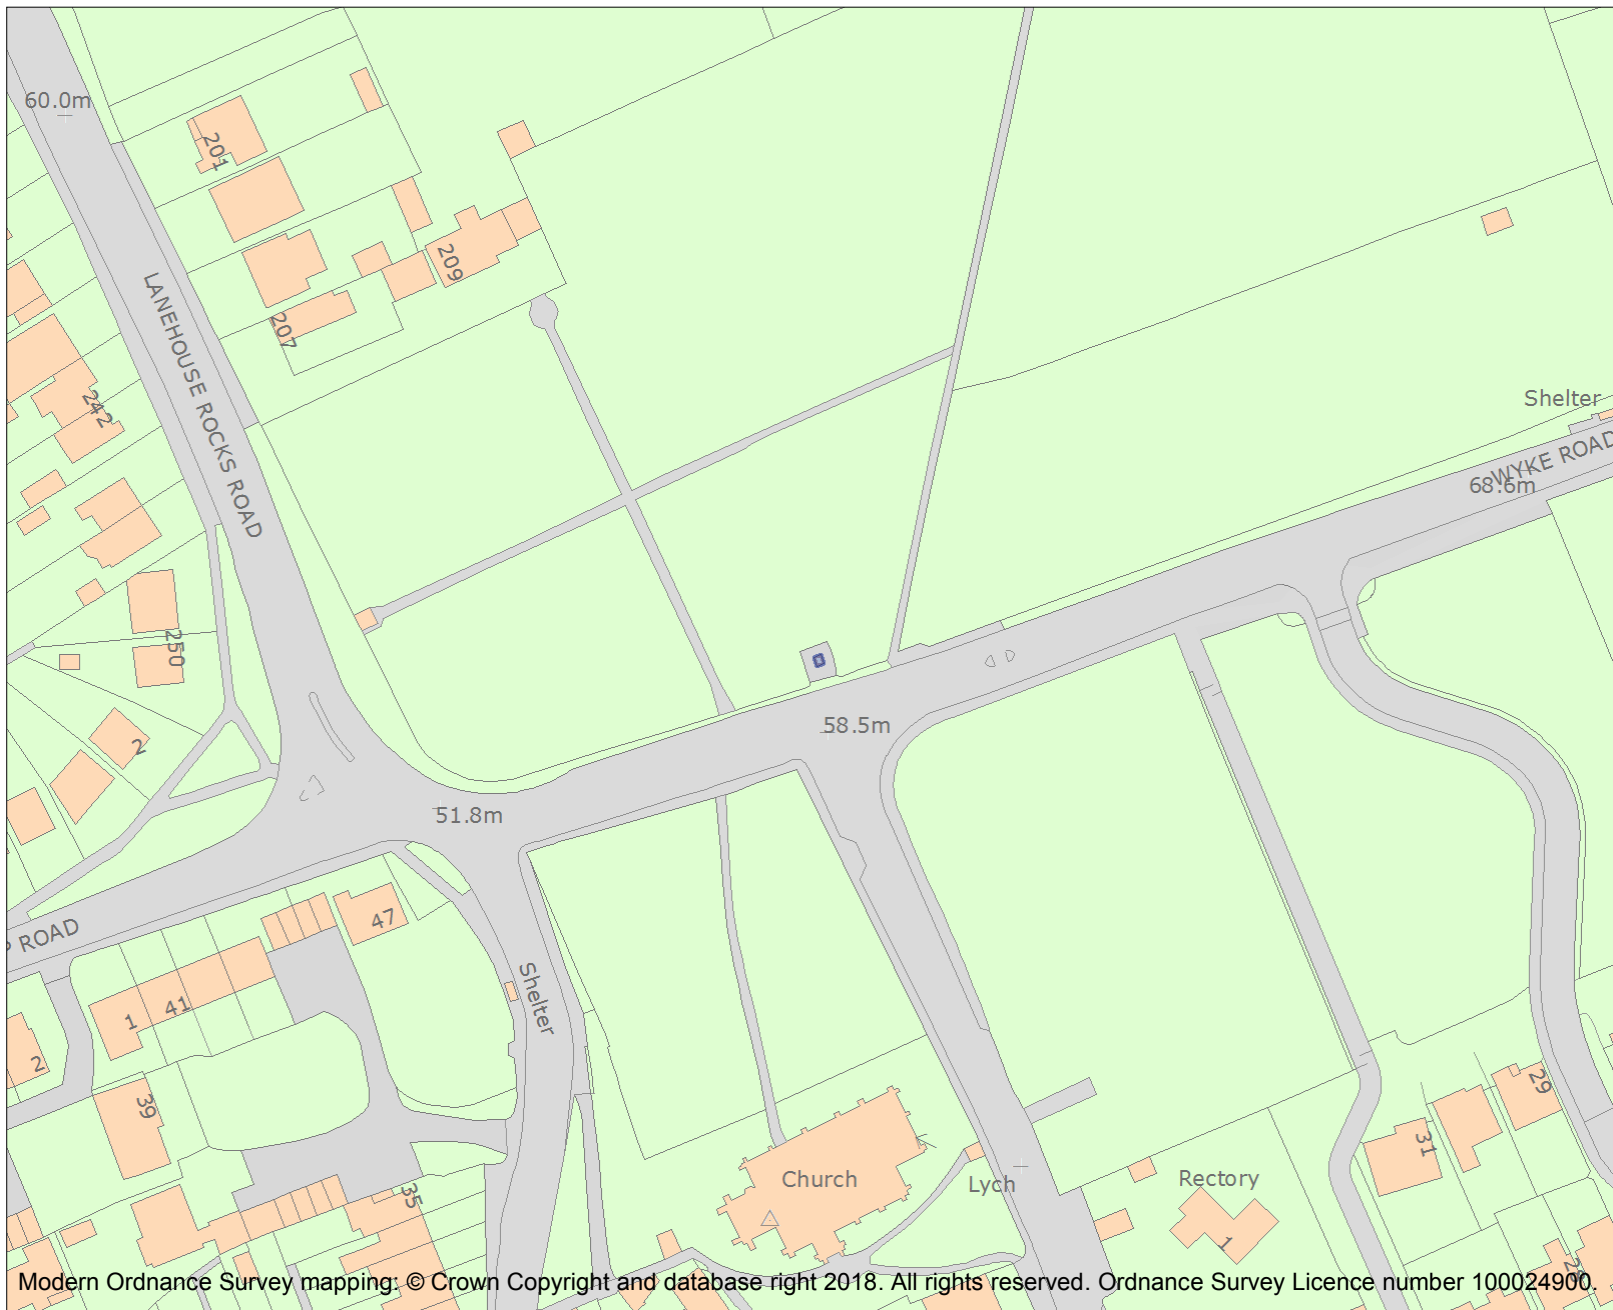 60.0m
201
209
LANEHOUSE ROCKS ROAD
207
242
Shelter
WYKE ROAD
68.6m
250
2
58.5m
51.8m
47
ROAD
Shelter
41
1
2
39
29
31
Church
Lych
Rectory
35
1
Modern Ordnance Survey mapping: © Crown Copyright and database right 2018. All rights reserved. Ordnance Survey Licence number 100024900.